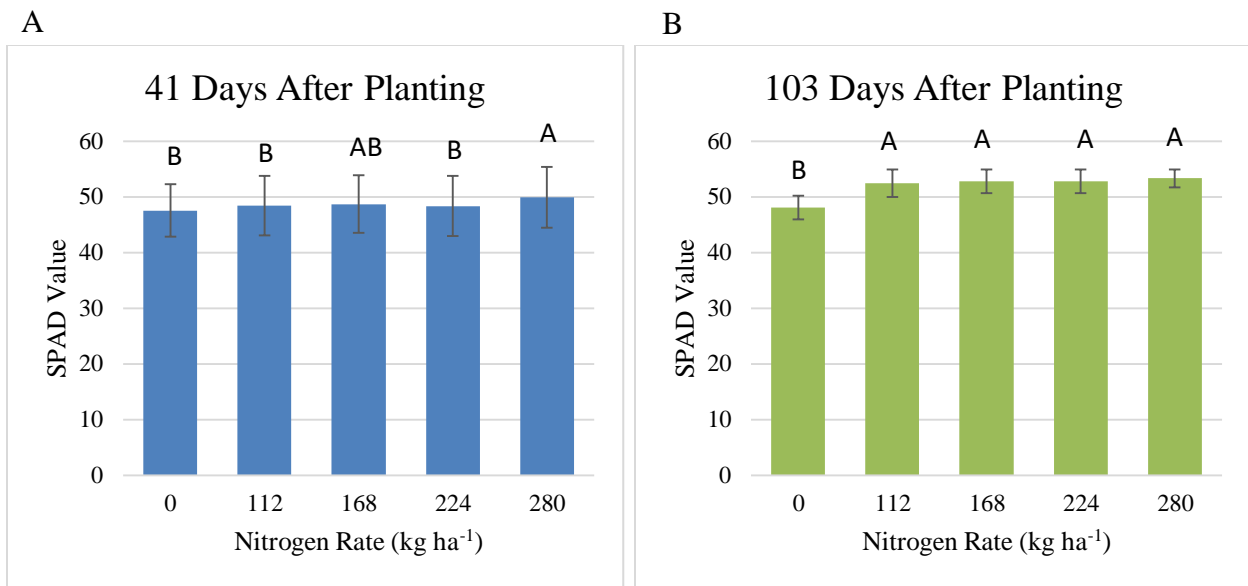 A
41 Days After Planting
SPAD Value
60
50
40
30
20
10
0
B
B
AB
B
A
0 112 168 224 280
Nitrogen Rate (kg ha-1)
B
103 Days After Planting
SPAD Value
60
50
40
30
20
10
0
B
A
A
A
A
0 112 168 224 280
Nitrogen Rate (kg ha-1)